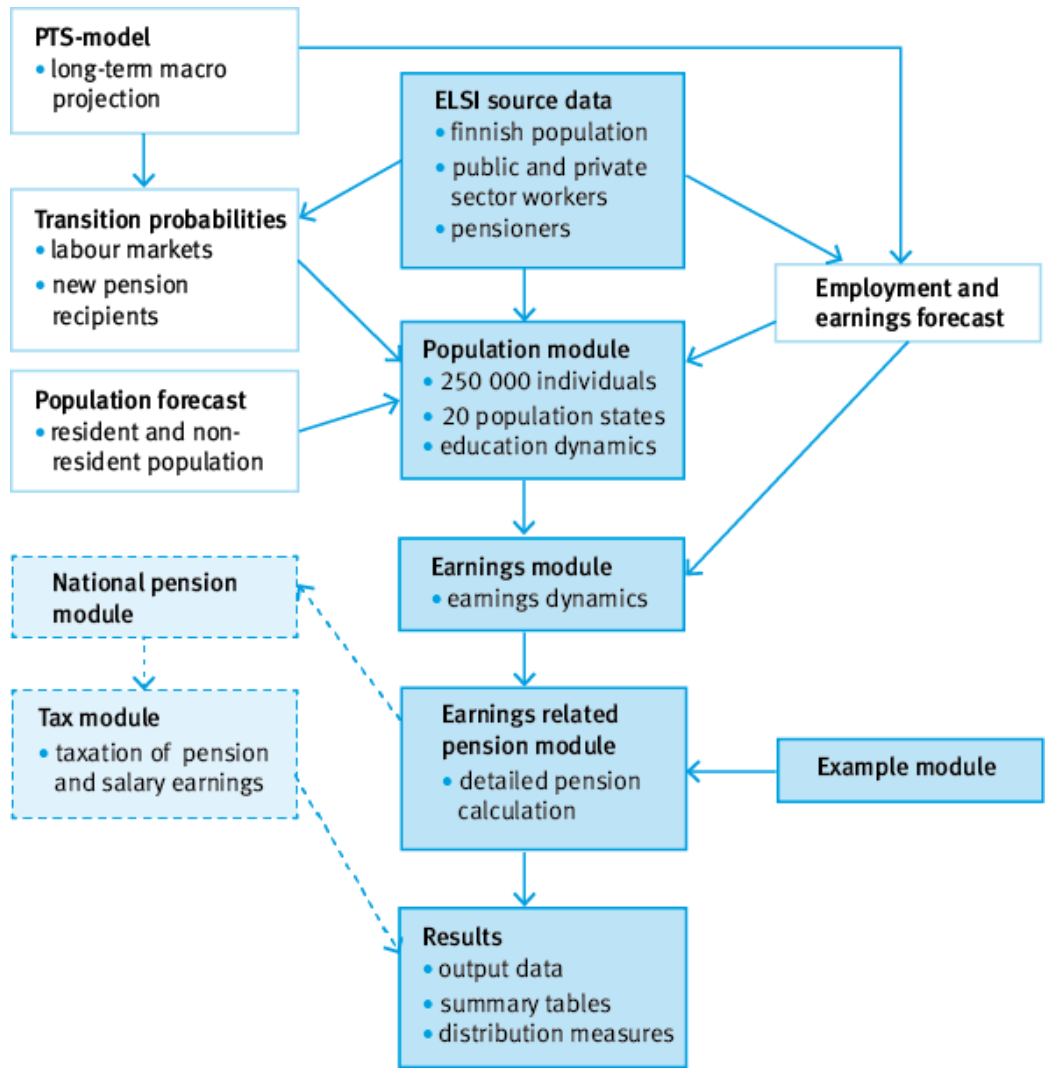 PTS-model
• long-term macro
projection
ELSI source data
• finnish population
• public and private
sector workers
• pensioners
Transition probabilities
• labour markets
• new pension
recipients
Employment and
earnings forecast
Population module
• 250 000 individuals
• 20 population states
• education dynamics
Population forecast
• resident and non-
resident population
National pension
module
Earnings module
• earnings dynamics
Tax module
• taxation of pension
and salary earnings
Earnings related
pension module
• detailed pension
calculation
Example module
Results
• output data
• summary tables
• distribution measures